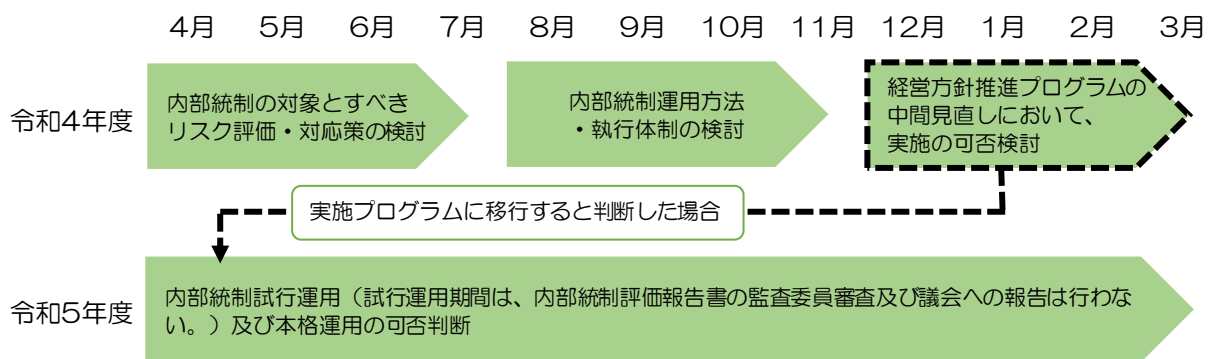 4月 5月 6月 7月 8月 9月 10月 11月 12月 1月 2月 3月
令和4年度
内部統制の対象とすべき
リスク評価・対応策の検討
内部統制運用方法
・執行体制の検討
経営方針推進プログラムの
中間見直しにおいて、
実施の可否検討
実施プログラムに移行すると判断した場合
令和5年度
内部統制試行運用（試行運用期間は、内部統制評価報告書の監査委員審査及び議会への報告は行わな
い。）及び本格運用の可否判断